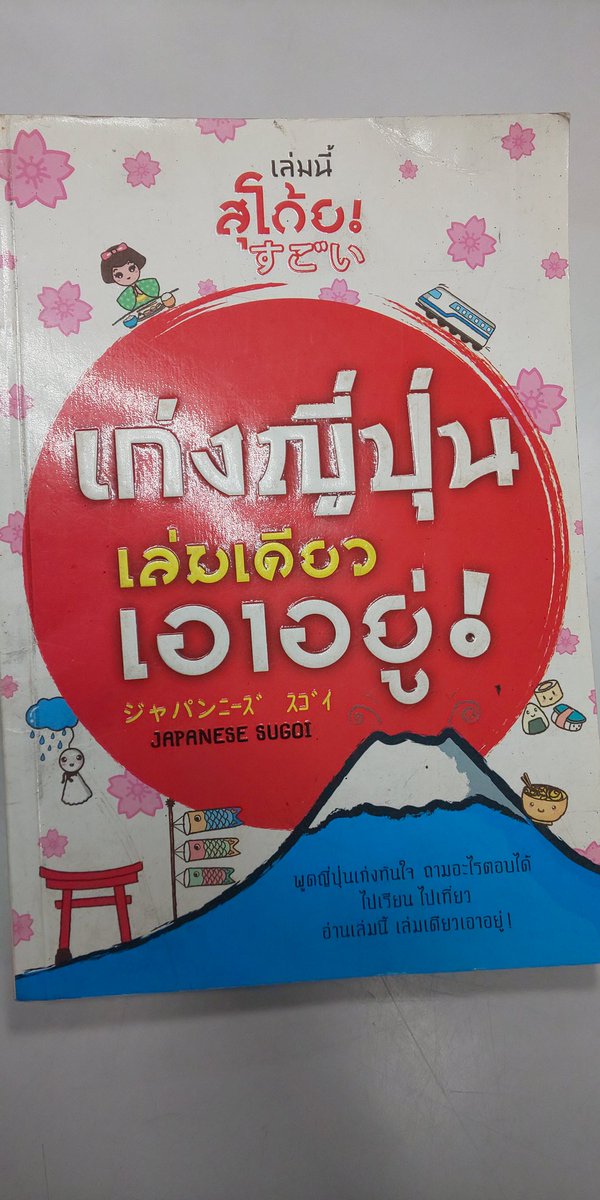 เล่มนี้
สุโก้ย!
すごい
เก่งญี่ปุ่น
เล่มเดียว
เอาอยู่!
ジャパンニーズ スゴイ
JAPANESE SUGOI
พูดญี่ปุ่นเก่งทันใจ ถามอะไรตอบได้
ไปเรียน ไปเที่ยว
อ่านเล่มนี้ เล่มเดียวเอาอยู่!